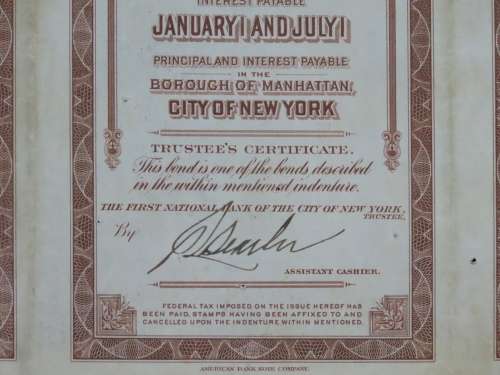 INTEREST PAYABLE
JANUARY 1 AND JULY 1
PRINCIPAL AND INTEREST PAYABLE
IN THE
BOROUGH OF MANHATTAN,
CITY OF NEW YORK
TRUSTEE'S CERTIFICATE.
This bond is one of the bonds described
in the within mentioned indenture.
THE FIRST NATIONAL BANK OF THE CITY OF NEW YORK,
TRUSTEE,
By
ASSISTANT CASHIER.
FEDERAL TAX IMPOSED ON THE ISSUE HEREOF HAS
BEEN PAID, STAMPS HAVING BEEN AFFIXED TO AND
CANCELLED UPON THE INDENTURE WITHIN MENTIONED.
AMERICAN BANK NOTE COMPANY.